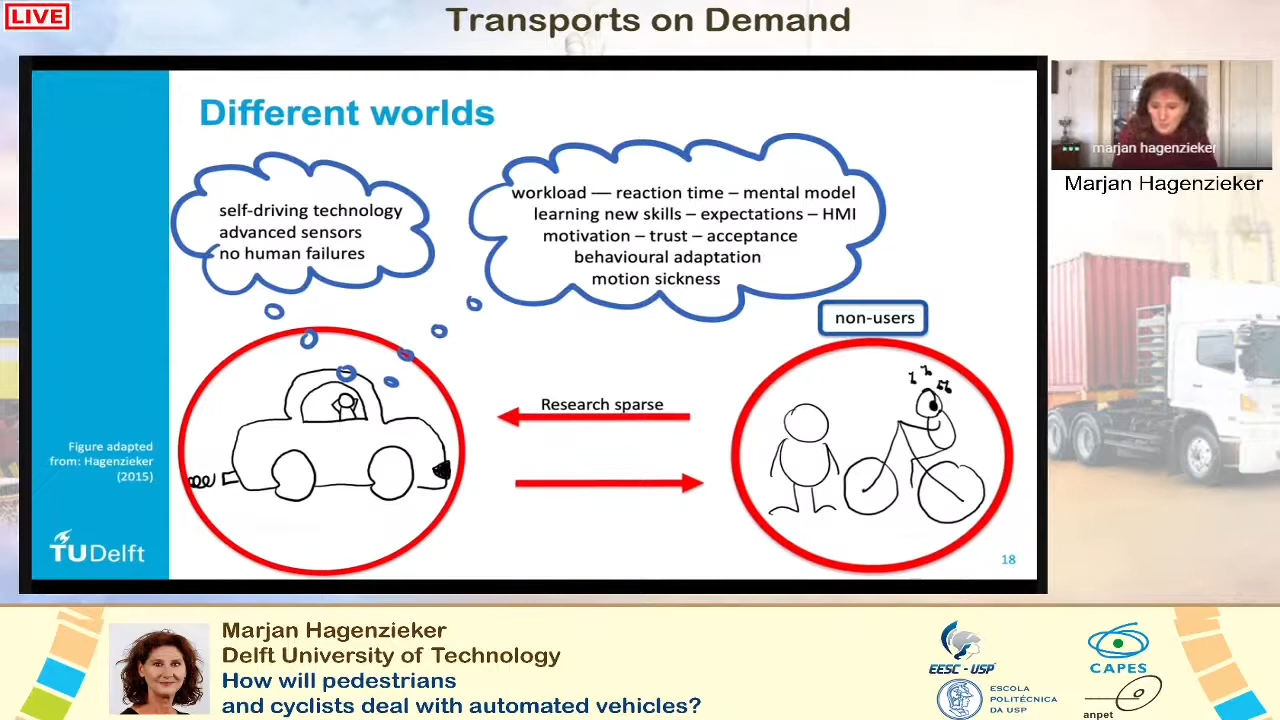 LIVE
Transports on Demand
Different worlds
self-driving technology
advanced sensors
no human failures
workload — reaction time – mental model
learning new skills – expectations – HMI
motivation – trust – acceptance
behavioural adaptation
motion sickness
non-users
Research sparse
Figure adapted
from: Hagenzieker
(2015)
TUDelft
18
marjan hagenzieker
Marjan Hagenzieker
Marjan Hagenzieker
Delft University of Technology
How will pedestrians
and cyclists deal with automated vehicles?
EESC - USP
CAPES
ESCOLA
POLITÉCNICA
DA USP
anpet